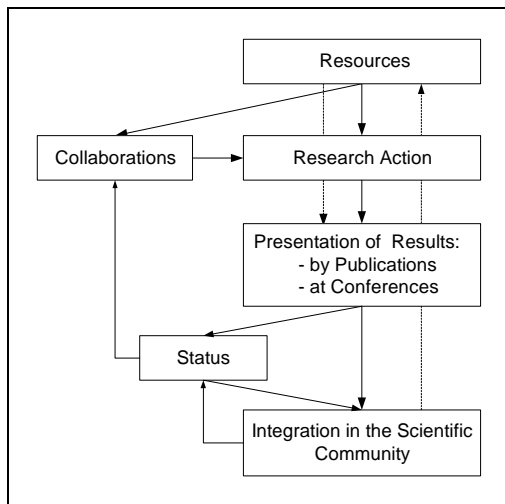 Resources
Collaborations
Research Action
Presentation of Results:
- by Publications
- at Conferences
Status
Integration in the Scientific
Community